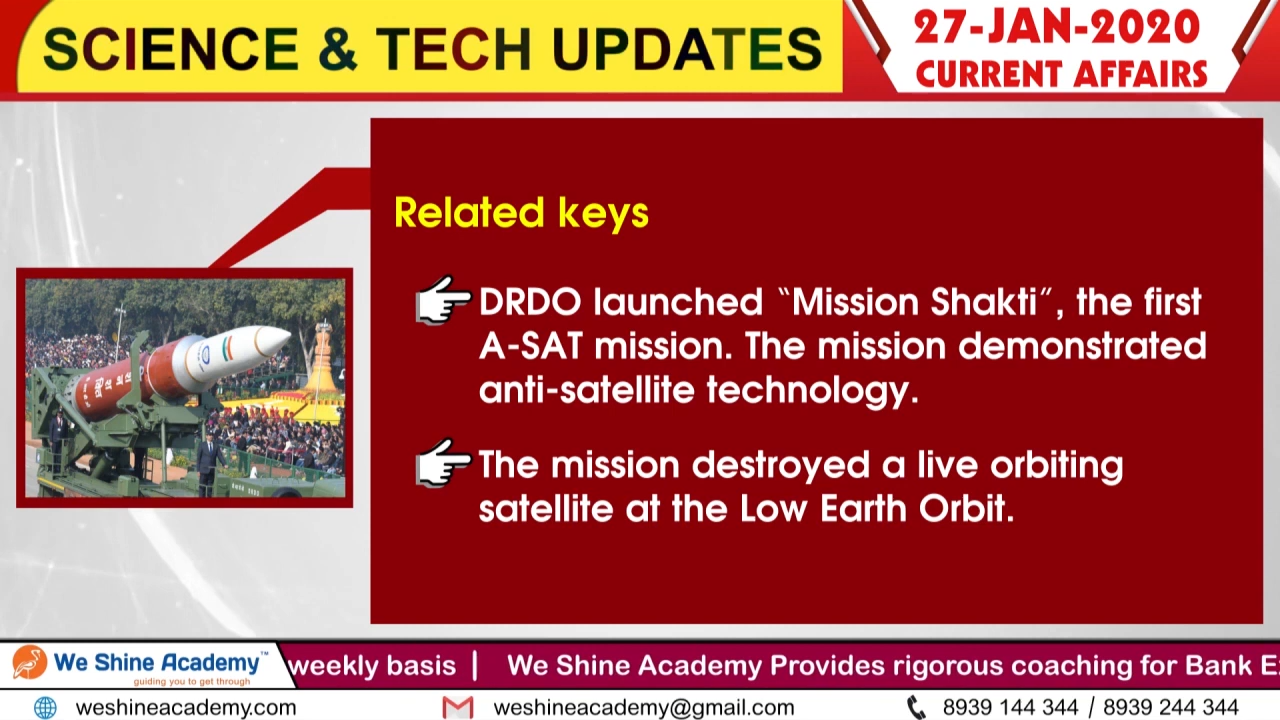 SCIENCE & TECH UPDATES
27-JAN-2020
CURRENT AFFAIRS
Related keys
DRDO launched “Mission Shakti”, the first
A-SAT mission. The mission demonstrated
anti-satellite technology.
The mission destroyed a live orbiting
satellite at the Low Earth Orbit.
We Shine Academy™
guiding you to get through
weekly basis | We Shine Academy Provides rigorous coaching for Bank E
weshineacademy.com
weshineacademy@gmail.com
8939 144 344 / 8939 244 344